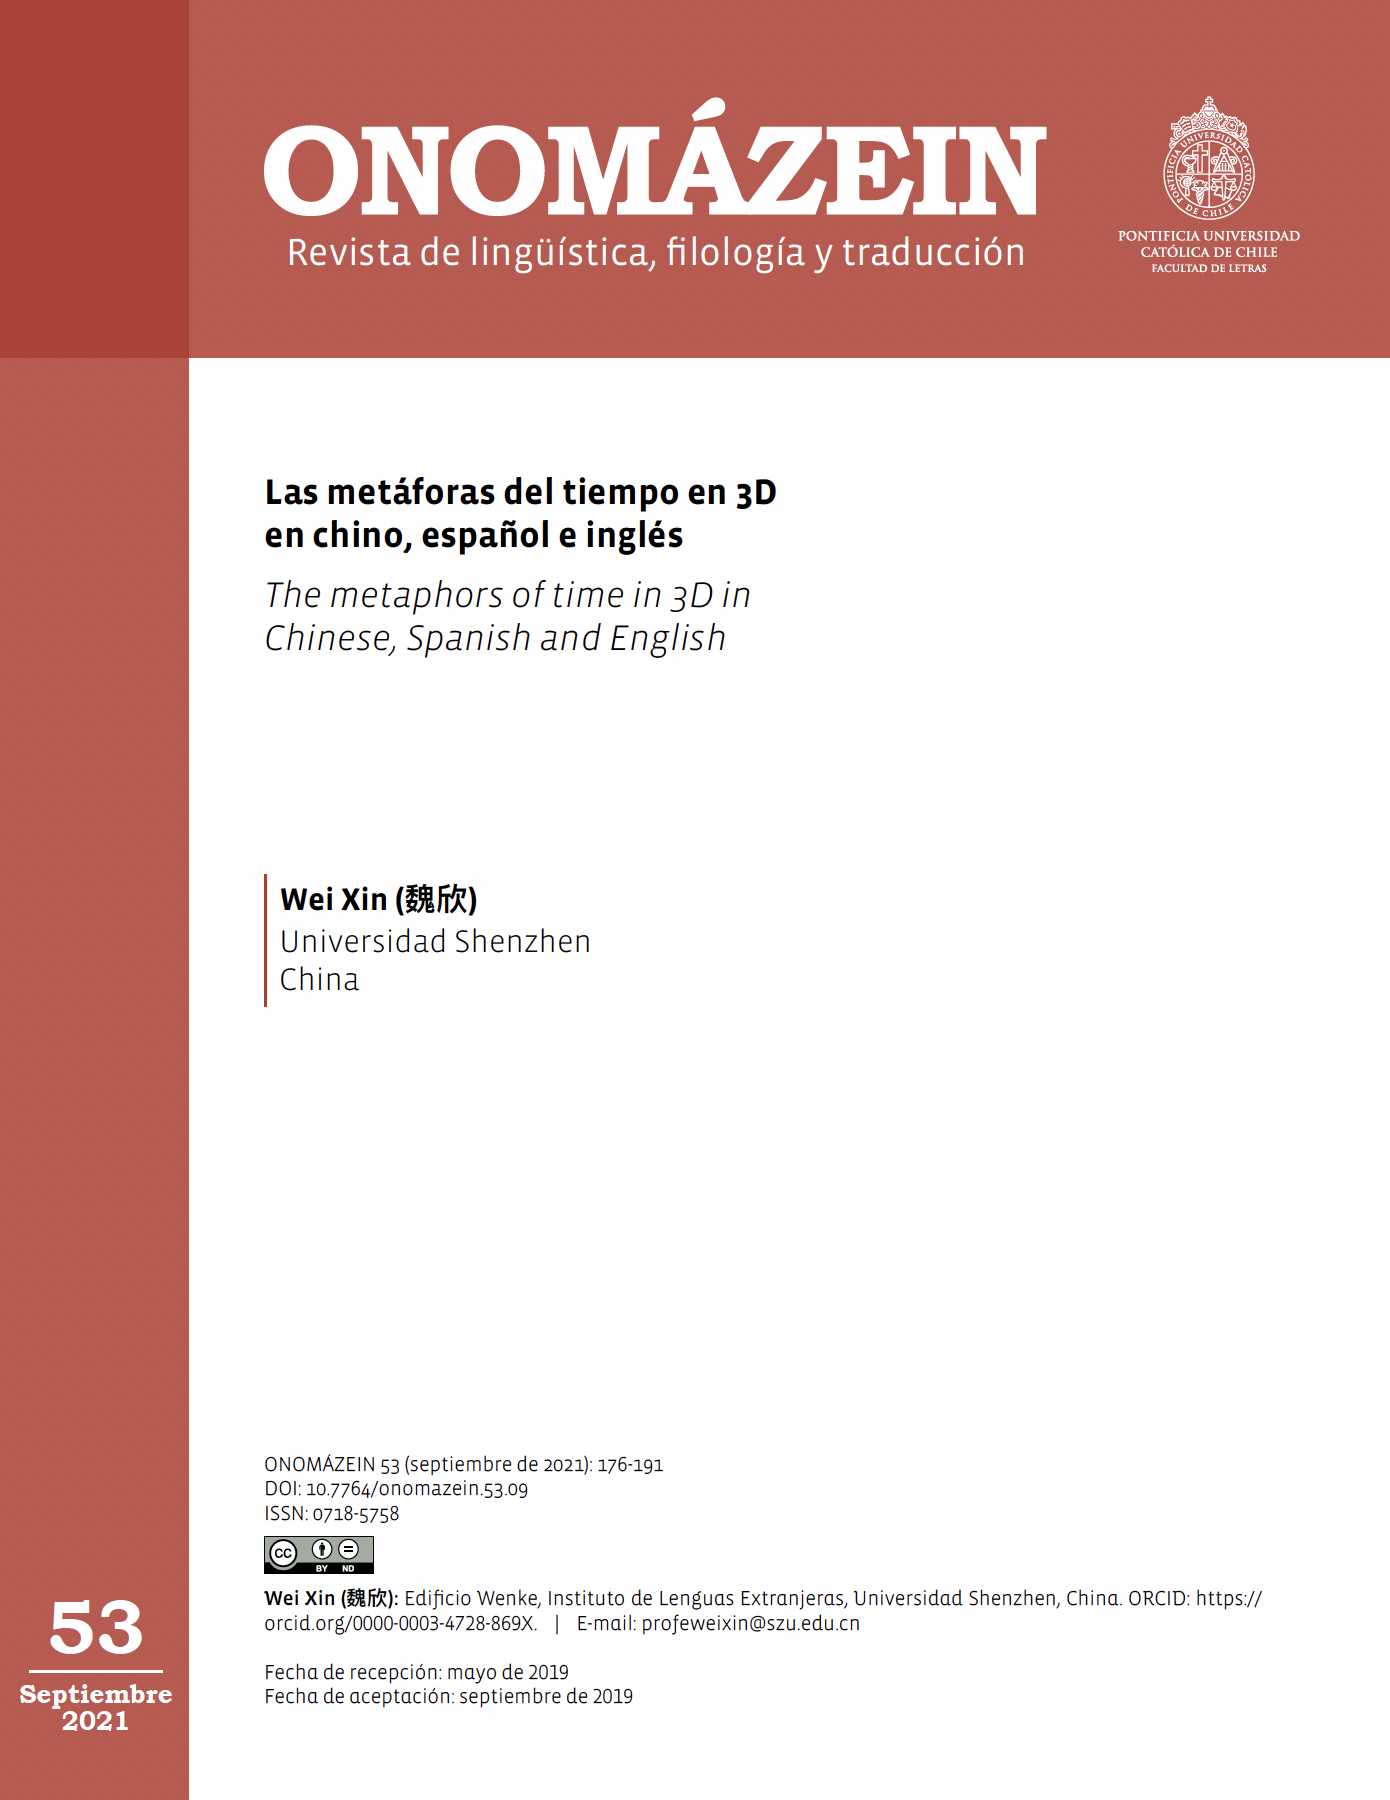 ONOMÁZEIN
Revista de lingüística, filología y traducción
PONTIFICIA UNIVERSIDAD CATÓLICA
DE CHILE
PONTIFICIA UNIVERSIDAD
CATÓLICA DE CHILE
FACULTAD DE LETRAS
Las metáforas del tiempo en 3D
en chino, español e inglés
The metaphors of time in 3D in
Chinese, Spanish and English
Wei Xin (魏欣)
Universidad Shenzhen
China
ONOMÁZEIN 53 (septiembre de 2021): 176-191
DOI: 10.7764/onomazein.53.09
ISSN: 0718-5758
CC BY ND
Wei Xin (魏欣): Edificio Wenke, Instituto de Lenguas Extranjeras, Universidad Shenzhen, China. ORCID: https://
orcid.org/0000-0003-4728-869X. | E-mail: profeweixin@szu.edu.cn
Fecha de recepción: mayo de 2019
Fecha de aceptación: septiembre de 2019
53
Septiembre
2021